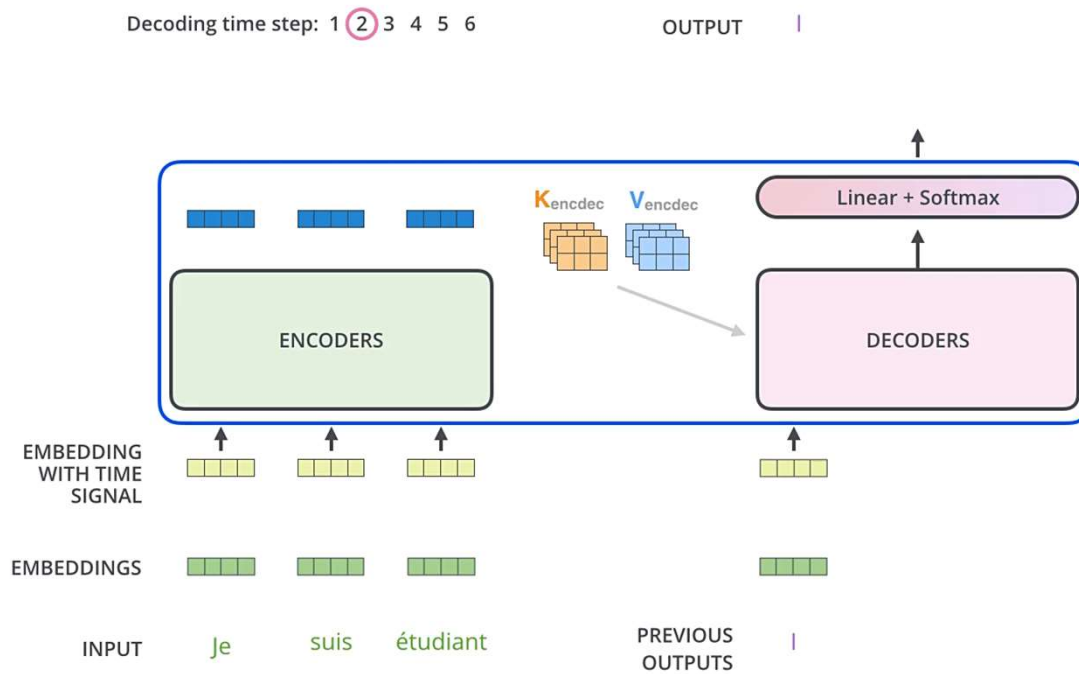 Decoding time step: 1 2 3 4 5 6
OUTPUT I
Kencdec Vencdec
Linear + Softmax
ENCODERS
DECODERS
EMBEDDING
WITH TIME
SIGNAL
EMBEDDINGS
INPUT Je suis étudiant
PREVIOUS
OUTPUTS I